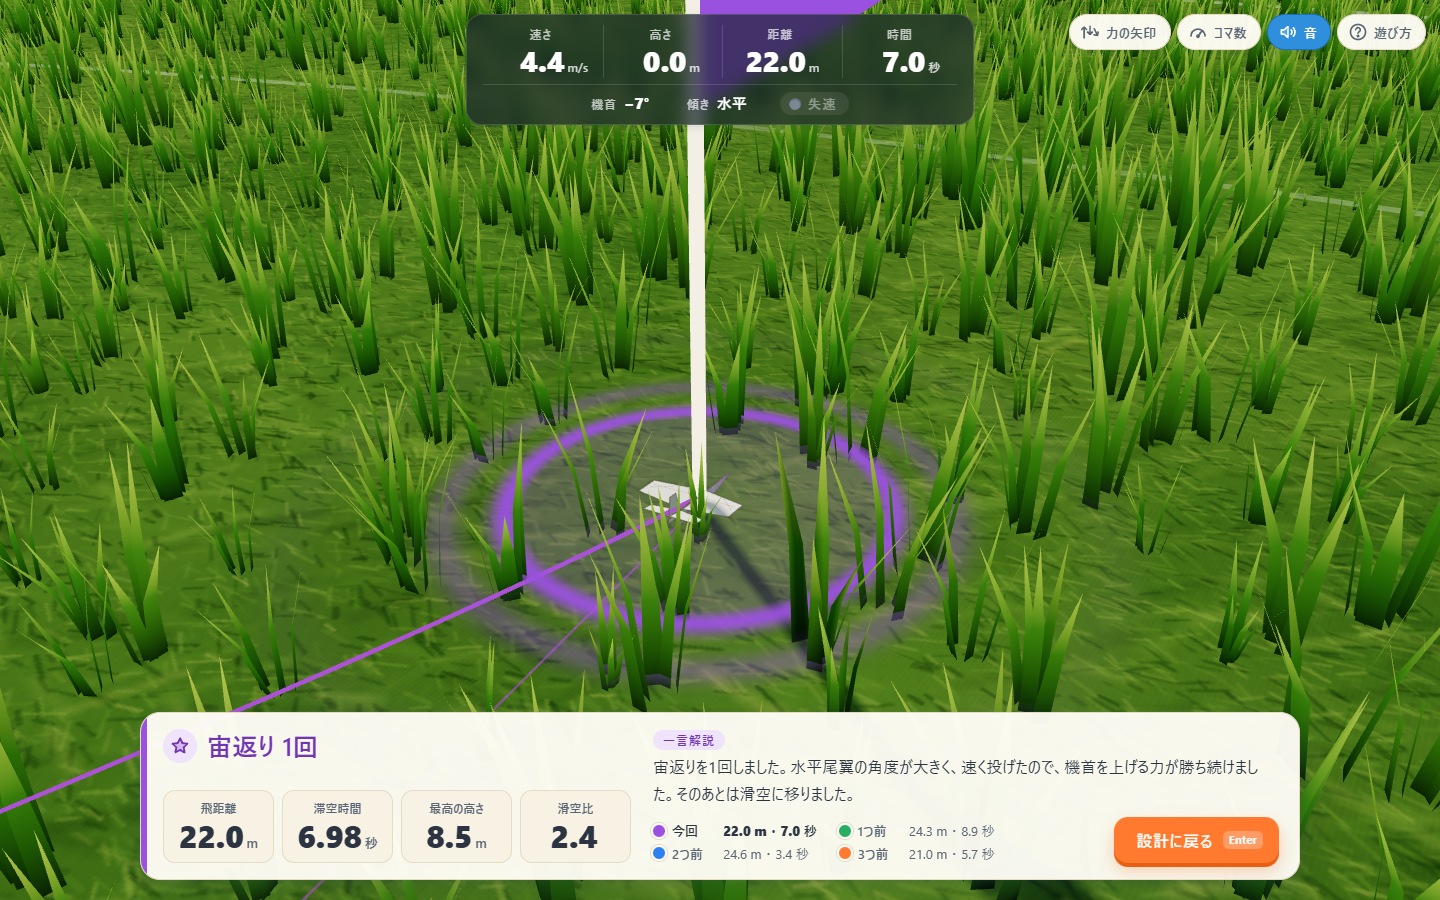 速さ 高さ 距離 時間
4.4 m/s 0.0 m 22.0 m 7.0 秒
機首 −7° 傾き 水平 失速
力の矢印 コマ数 音 遊び方
宙返り 1回
飛距離 滞空時間 最高の高さ 滑空比
22.0 m 6.98 秒 8.5 m 2.4
一言解説
宙返りを1回しました。水平尾翼の角度が大きく、速く投げたので、機首を上げる力が勝ち続けまし
た。そのあとは滑空に移りました。
今回 22.0 m・7.0 秒 1つ前 24.3 m・8.9 秒
2つ前 24.6 m・3.4 秒 3つ前 21.0 m・5.7 秒
設計に戻る Enter